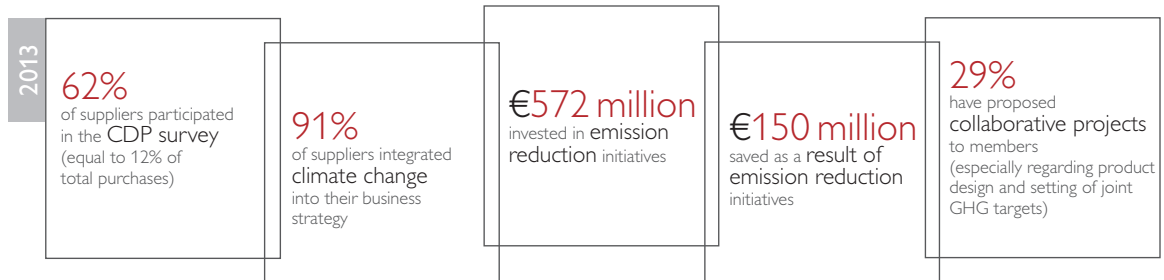 2013
62%
of suppliers participated
in the CDP survey
(equal to 12% of
total purchases)
91%
of suppliers integrated
climate change
into their business
strategy
€572 million
invested in emission
reduction initiatives
€150 million
saved as a result of
emission reduction
initiatives
29%
have proposed
collaborative projects
to members
(especially regarding product
design and setting of joint
GHG targets)